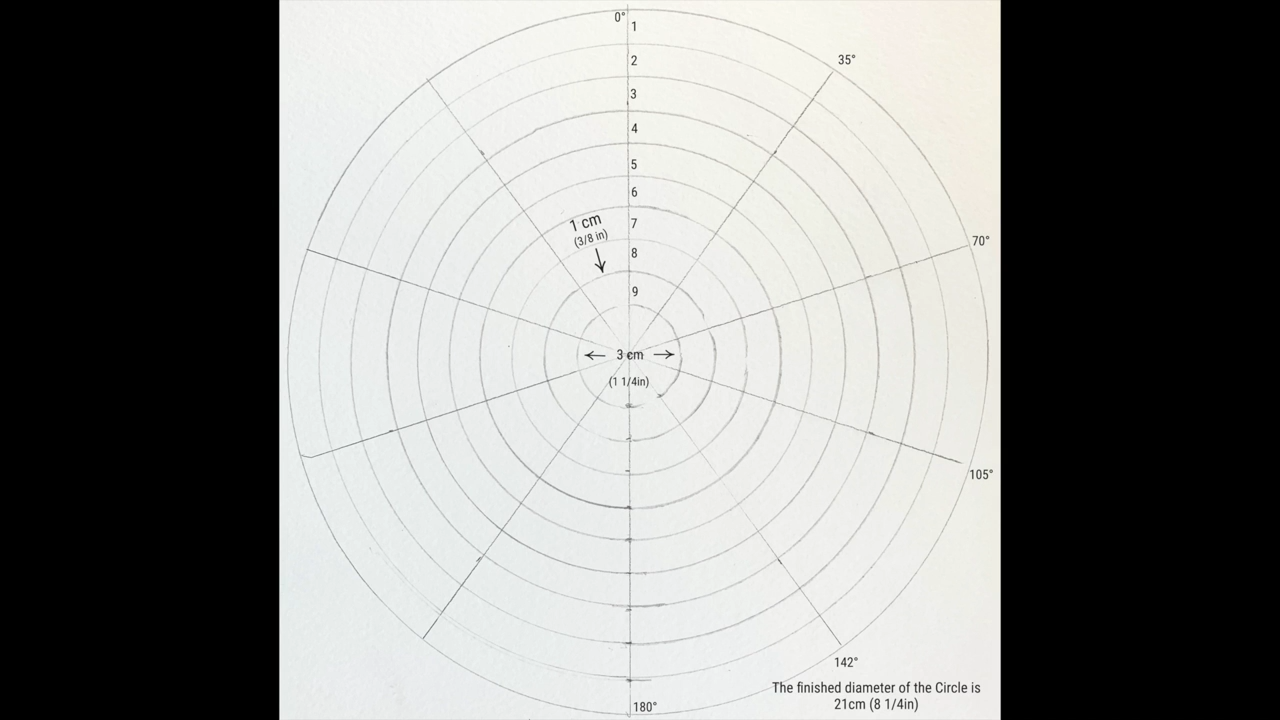 0°
1
35°
2
3
4
5
6
1 cm
(3/8 in)
7
70°
8
9
3 cm
(1 1/4in)
105°
142°
The finished diameter of the Circle is
21cm (8 1/4in)
180°